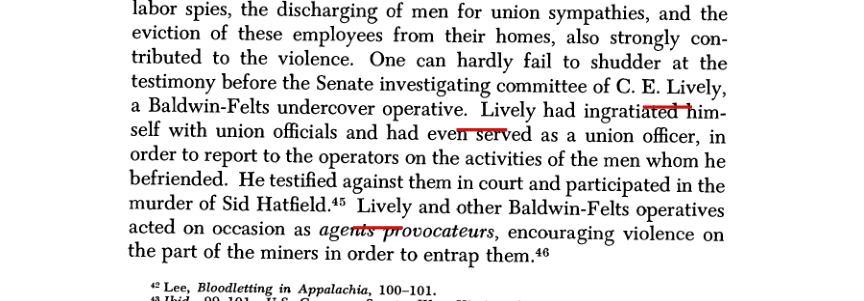 labor spies, the discharging of men for union sympathies, and the
eviction of these employees from their homes, also strongly con-
tributed to the violence. One can hardly fail to shudder at the
testimony before the Senate investigating committee of C. E. Lively,
a Baldwin-Felts undercover operative. Lively had ingratiated him-
self with union officials and had even served as a union officer, in
order to report to the operators on the activities of the men whom he
befriended. He testified against them in court and participated in the
murder of Sid Hatfield.⁴⁵ Lively and other Baldwin-Felts operatives
acted on occasion as agents provocateurs, encouraging violence on
the part of the miners in order to entrap them.⁴⁶
⁴² Lee, Bloodletting in Appalachia, 100–101.